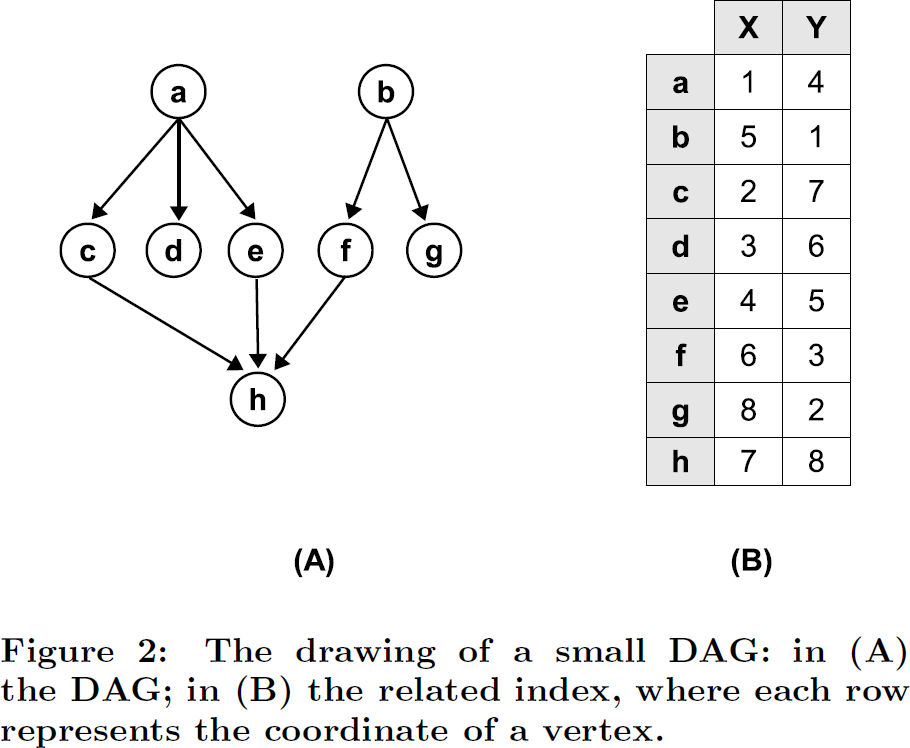 a b
c d e f g
h
(A)
X Y
a 1 4
b 5 1
c 2 7
d 3 6
e 4 5
f 6 3
g 8 2
h 7 8
(B)
Figure 2: The drawing of a small DAG: in (A)
the DAG; in (B) the related index, where each row
represents the coordinate of a vertex.